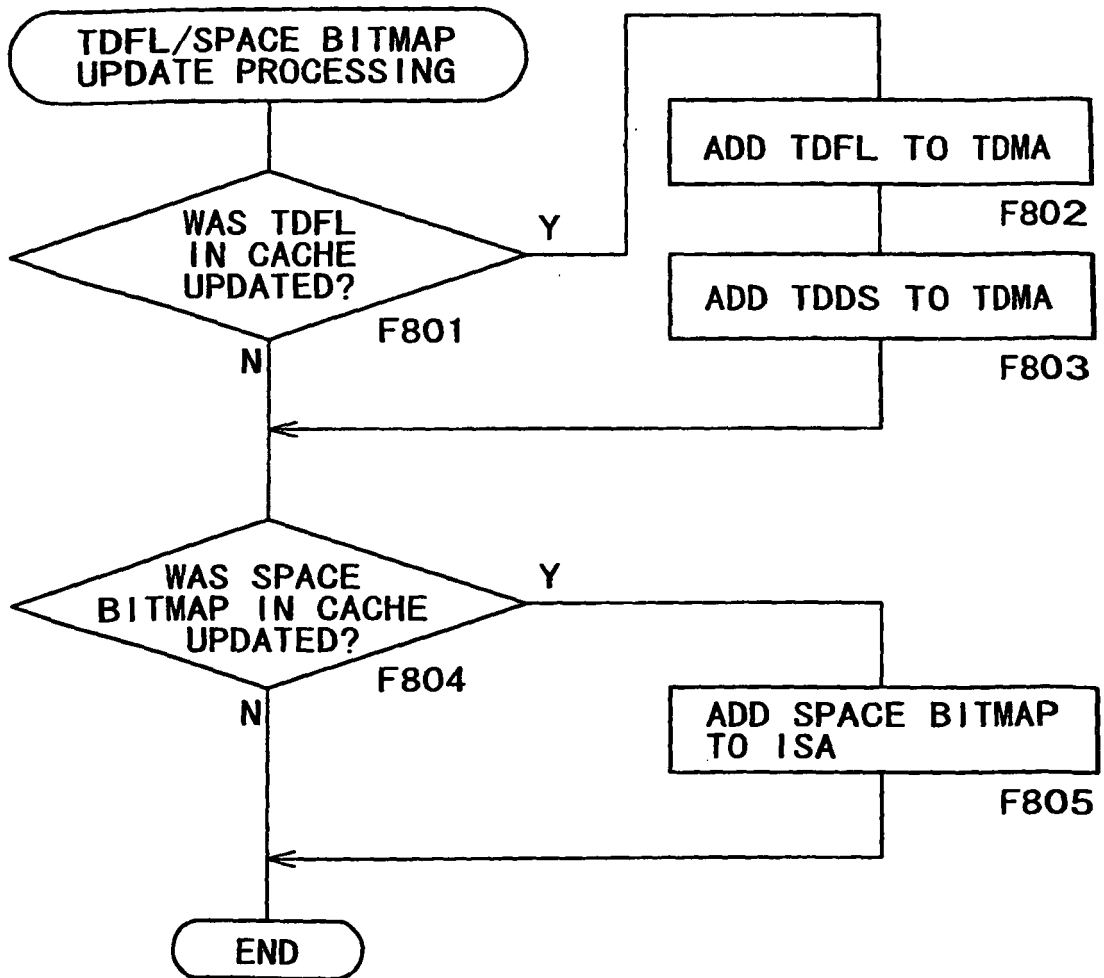 TDFL/SPACE BITMAP
UPDATE PROCESSING
WAS TDFL
IN CACHE
UPDATED?
F801
Y
N
ADD TDFL TO TDMA
F802
ADD TDDS TO TDMA
F803
WAS SPACE
BITMAP IN CACHE
UPDATED?
F804
Y
N
ADD SPACE BITMAP
TO ISA
F805
END